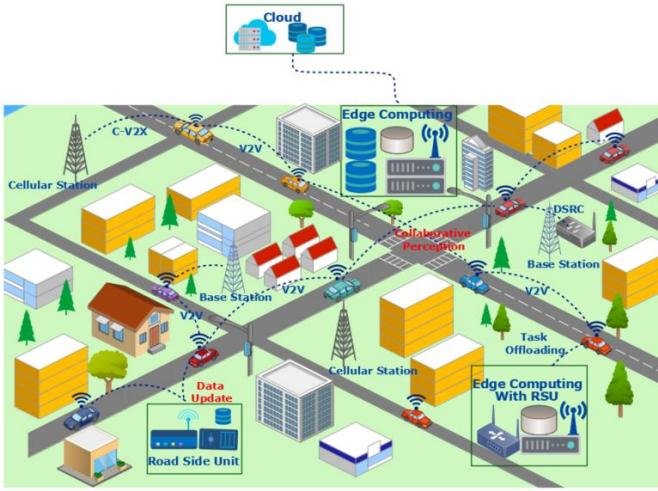 Cloud
Edge Computing
C-V2X
V2V
Cellular Station
DSRC
Collaborative
Perception
Base Station
Base Station
V2V
V2V
V2V
Task
Offloading
Cellular Station
Edge Computing
With RSU
Data
Update
Road Side Unit